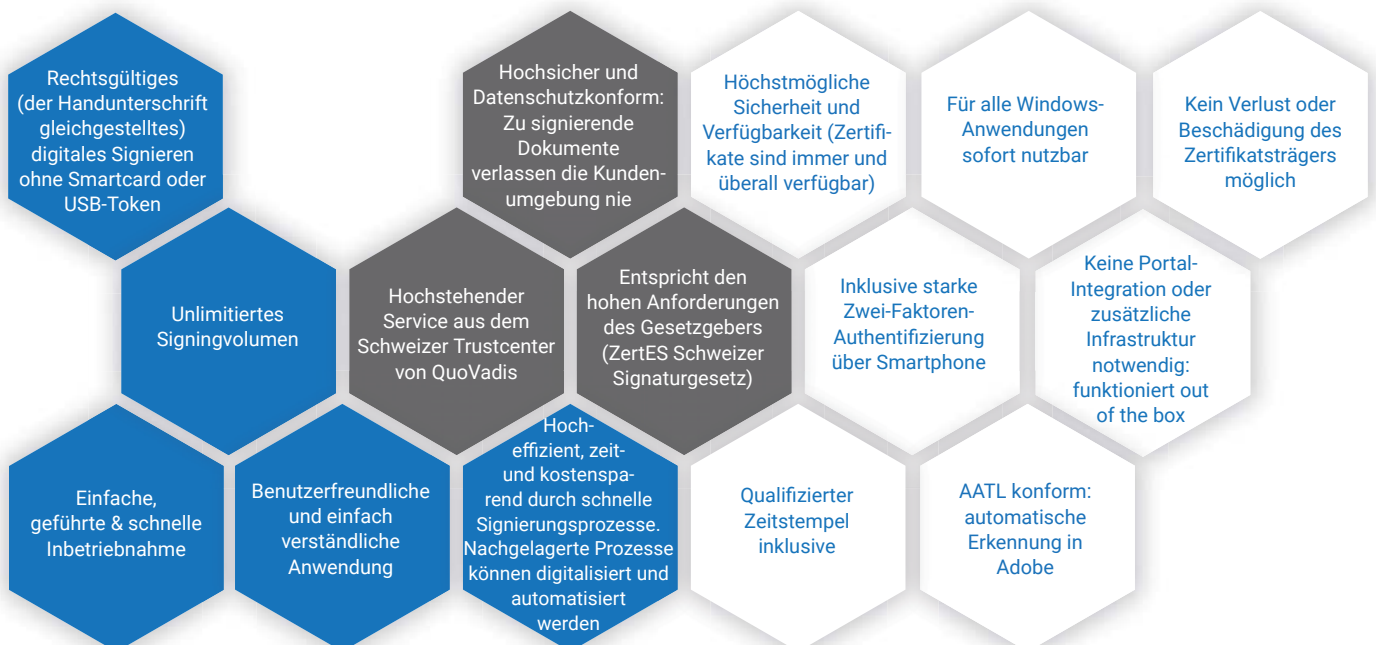 Rechtsgültiges
(der Handunterschrift
gleichgestelltes)
digitales Signieren
ohne Smartcard oder
USB-Token
Hochsicher und
Datenschutzkonform:
Zu signierende
Dokumente
verlassen die Kunden-
umgebung nie
Höchstmögliche
Sicherheit und
Verfügbarkeit (Zertifi-
kate sind immer und
überall verfügbar)
Für alle Windows-
Anwendungen
sofort nutzbar
Kein Verlust oder
Beschädigung des
Zertifikatsträgers
möglich
Unlimitiertes
Signingvolumen
Hochstehender
Service aus dem
Schweizer Trustcenter
von QuoVadis
Entspricht den
hohen Anforderungen
des Gesetzgebers
(ZertES Schweizer
Signaturgesetz)
Inklusive starke
Zwei-Faktoren-
Authentifizierung
über Smartphone
Keine Portal-
Integration oder
zusätzliche
Infrastruktur
notwendig:
funktioniert out
of the box
Einfache,
geführte & schnelle
Inbetriebnahme
Benutzerfreundliche
und einfach
verständliche
Anwendung
Hoch-
effizient, zeit-
und kostenspa-
rend durch schnelle
Signierungsprozesse.
Nachgelagerte Prozesse
können digitalisiert und
automatisiert
werden
Qualifizierter
Zeitstempel
inklusive
AATL konform:
automatische
Erkennung in
Adobe